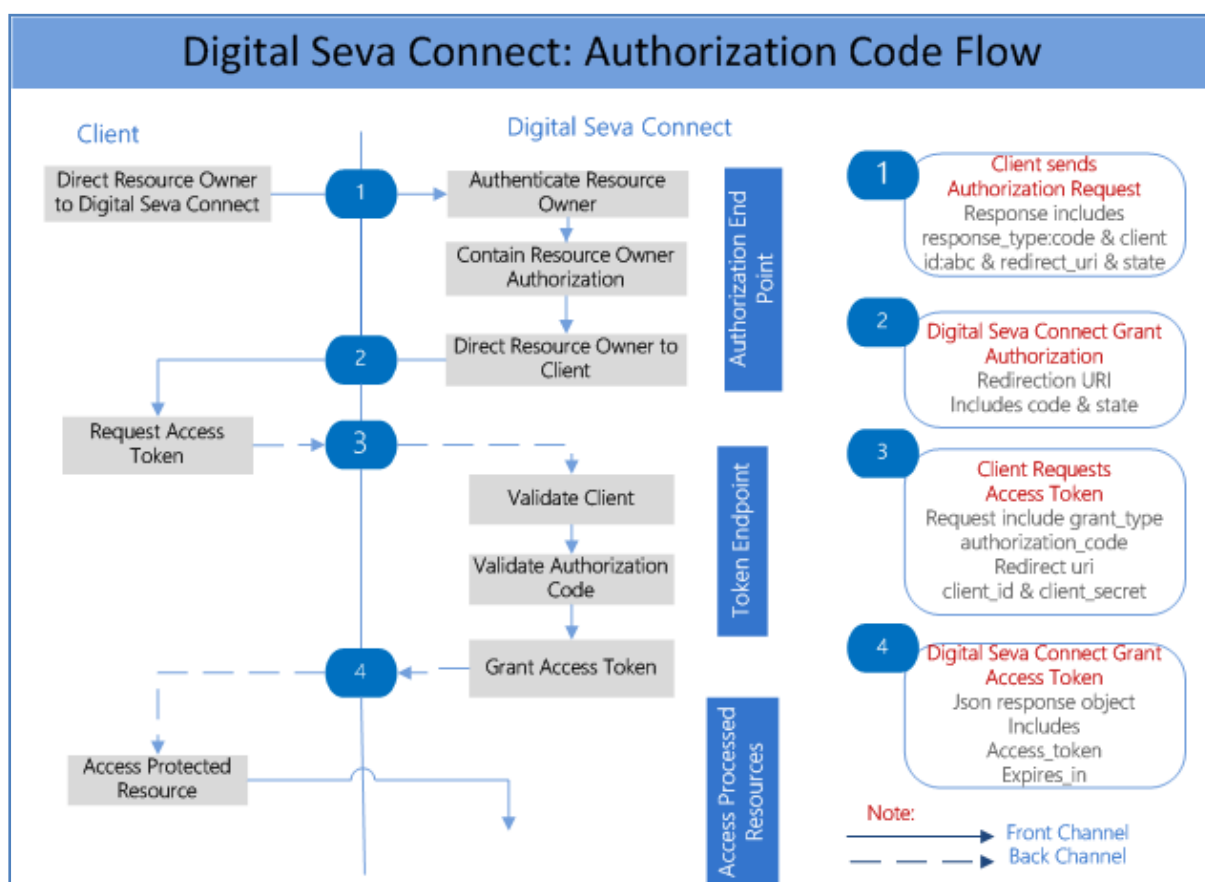 Digital Seva Connect: Authorization Code Flow
Client
Digital Seva Connect
Direct Resource Owner
to Digital Seva Connect
1
Authenticate Resource
Owner
Contain Resource Owner
Authorization
Direct Resource Owner to
Client
2
Authorization End
Point
Request Access
Token
3
Validate Client
Validate Authorization
Code
Grant Access Token
4
Token Endpoint
Access Protected
Resource
Access Processed
Resources
1
Client sends
Authorization Request
Response includes
response_type:code & client
id:abc & redirect_uri & state
2
Digital Seva Connect Grant
Authorization
Redirection URI
Includes code & state
3
Client Requests
Access Token
Request include grant_type
authorization_code
Redirect uri
client_id & client_secret
4
Digital Seva Connect Grant
Access Token
Json response object
Includes
Access_token
Expires_in
Note:
Front Channel
Back Channel